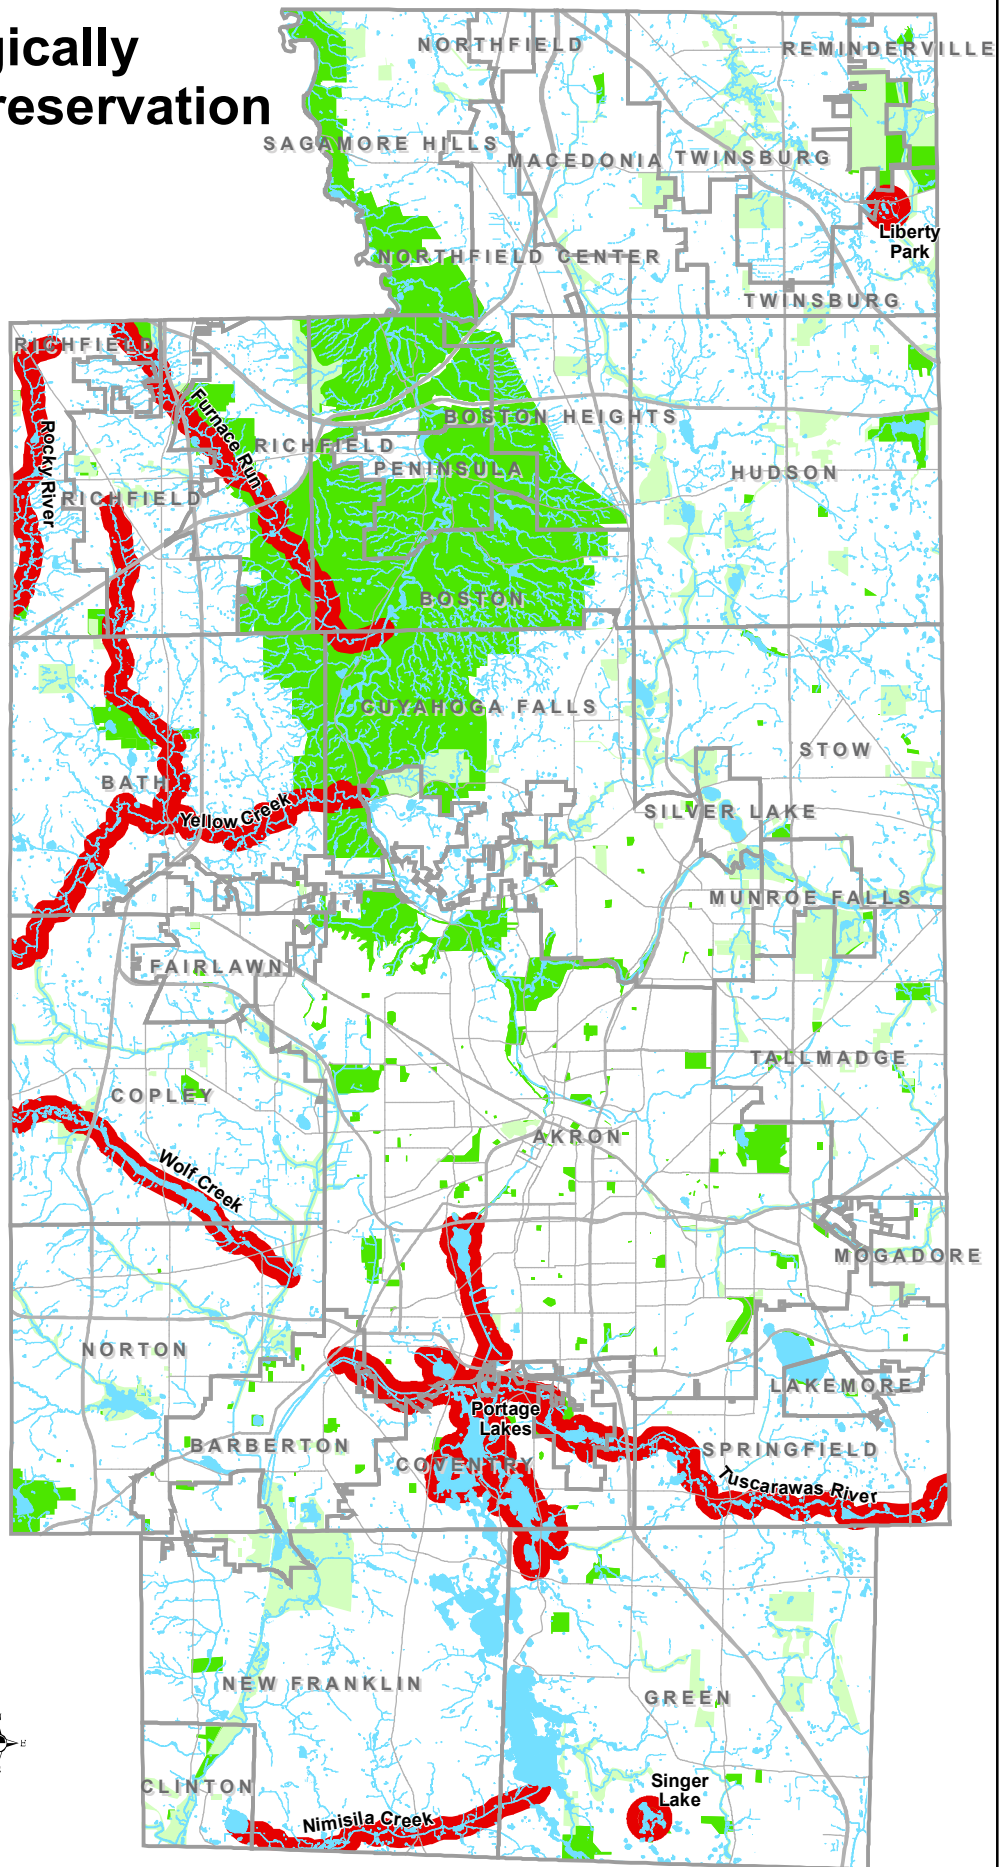 gically
reservation
NORTHFIELD
REMINDERVILLE
SAGAMORE HILLS
MACEDONIA
TWINSBURG
Liberty
Park
NORTHFIELD CENTER
TWINSBURG
RICHFIELD
Furnace Run
Rocky River
BOSTON HEIGHTS
RICHFIELD
PENINSULA
HUDSON
RICHFIELD
BOSTON
CUYAHOGA FALLS
STOW
BATH
Yellow Creek
SILVER LAKE
MUNROE FALLS
FAIRLAWN
TALLMADGE
COPLEY
AKRON
Wolf Creek
MOGADORE
NORTON
LAKEMORE
Portage
Lakes
BARBERTON
COVENTRY
SPRINGFIELD
Tuscarawas River
NEW FRANKLIN
GREEN
E
CLINTON
Singer
Lake
Nimisila Creek